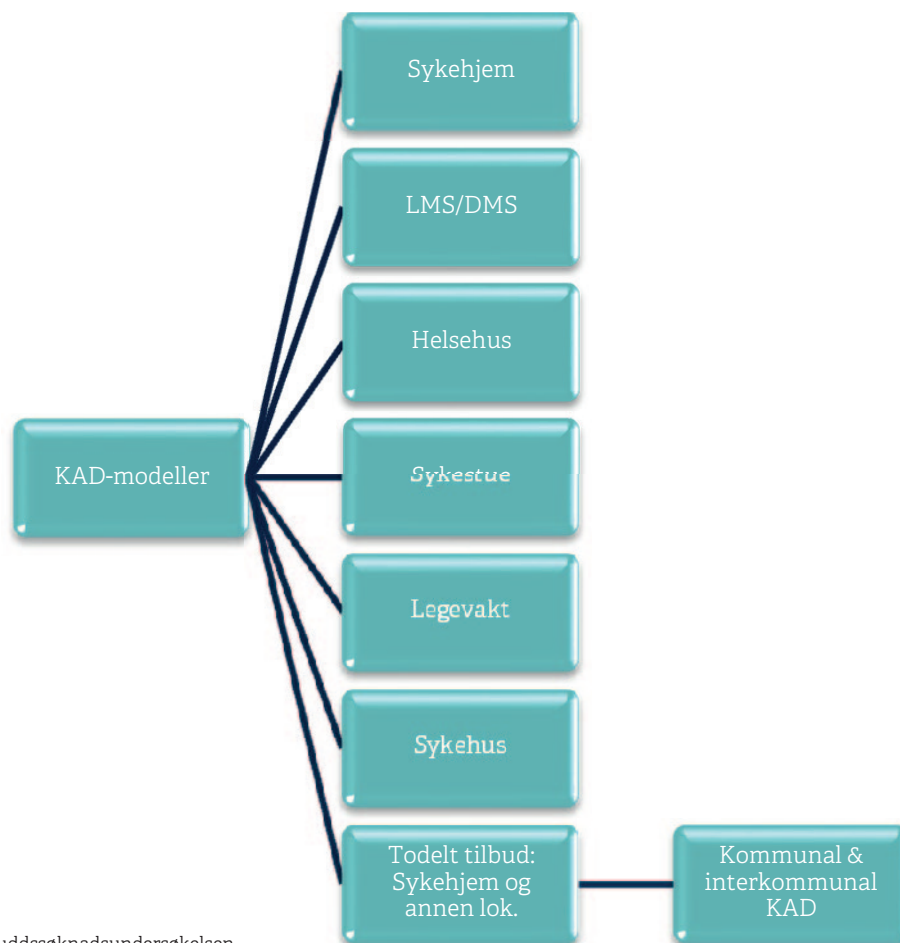 Sykehjem
LMS/DMS
Helsehus
KAD-modeller
Sykestue
Legevakt
Sykehus
Todelt tilbud:
Sykehjem og
annen lok.
Kommunal &
interkommunal
KAD